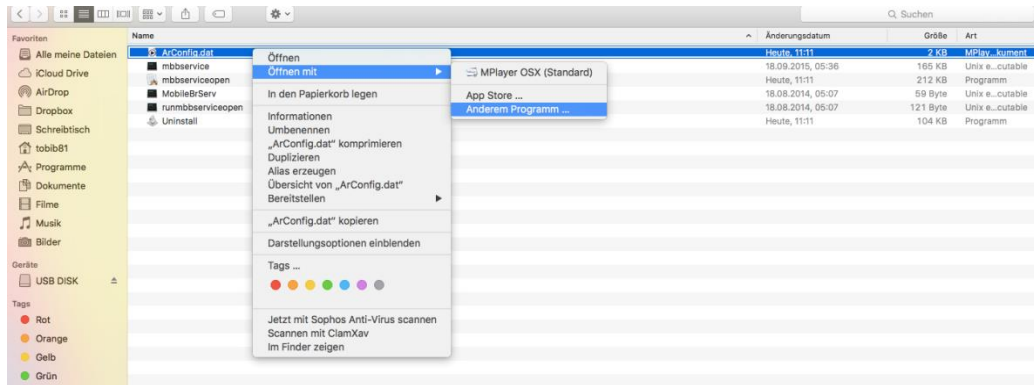 Suchen
Favoriten
Alle meine Dateien
iCloud Drive
AirDrop
Dropbox
Schreibtisch
tobib81
Programme
Dokumente
Filme
Musik
Bilder
Geräte
USB DISK
Tags
Rot
Orange
Gelb
Grün
Name Änderungsdatum Größe Art
ArConfig.dat Heute, 11:11 2 KB MPlay...kument
mbbservice 18.09.2015, 05:36 165 KB Unix e...cutable
mbbserviceopen Heute, 11:11 212 KB Programm
MobileBrServ 18.08.2014, 05:07 59 Byte Unix e...cutable
runmbbserviceopen 18.08.2014, 05:07 121 Byte Unix e...cutable
Uninstall Heute, 11:11 104 KB Programm
Öffnen
Öffnen mit
In den Papierkorb legen
Informationen
Umbenennen
„ArConfig.dat“ komprimieren
Duplizieren
Alias erzeugen
Übersicht von „ArConfig.dat“
Bereitstellen
„ArConfig.dat“ kopieren
Darstellungsoptionen einblenden
Tags ...
Jetzt mit Sophos Anti-Virus scannen
Scannen mit ClamXav
Im Finder zeigen
MPlayer OSX (Standard)
App Store ...
Anderem Programm ...